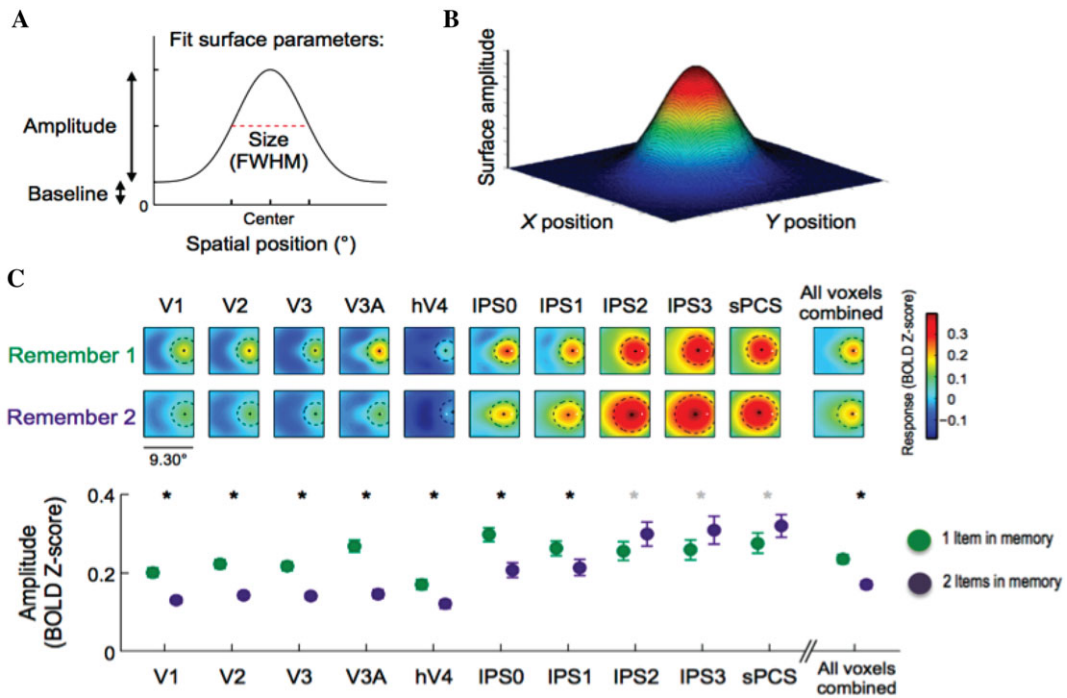 A
Fit surface parameters:
Amplitude
Size
(FWHM)
Baseline
0
Center
Spatial position (°)
B
Surface amplitude
X position
Y position
C
V1 V2 V3 V3A hV4 IPS0 IPS1 IPS2 IPS3 sPCS All voxels
combined
Remember 1
Remember 2
9.30°
Response (BOLD Z-score)
0.3
0.2
0.1
0
−0.1
Amplitude
(BOLD Z-score)
0.4
0.2
0
* * * * * * * * * * *
1 Item in memory
2 Items in memory
V1 V2 V3 V3A hV4 IPS0 IPS1 IPS2 IPS3 sPCS All voxels
combined